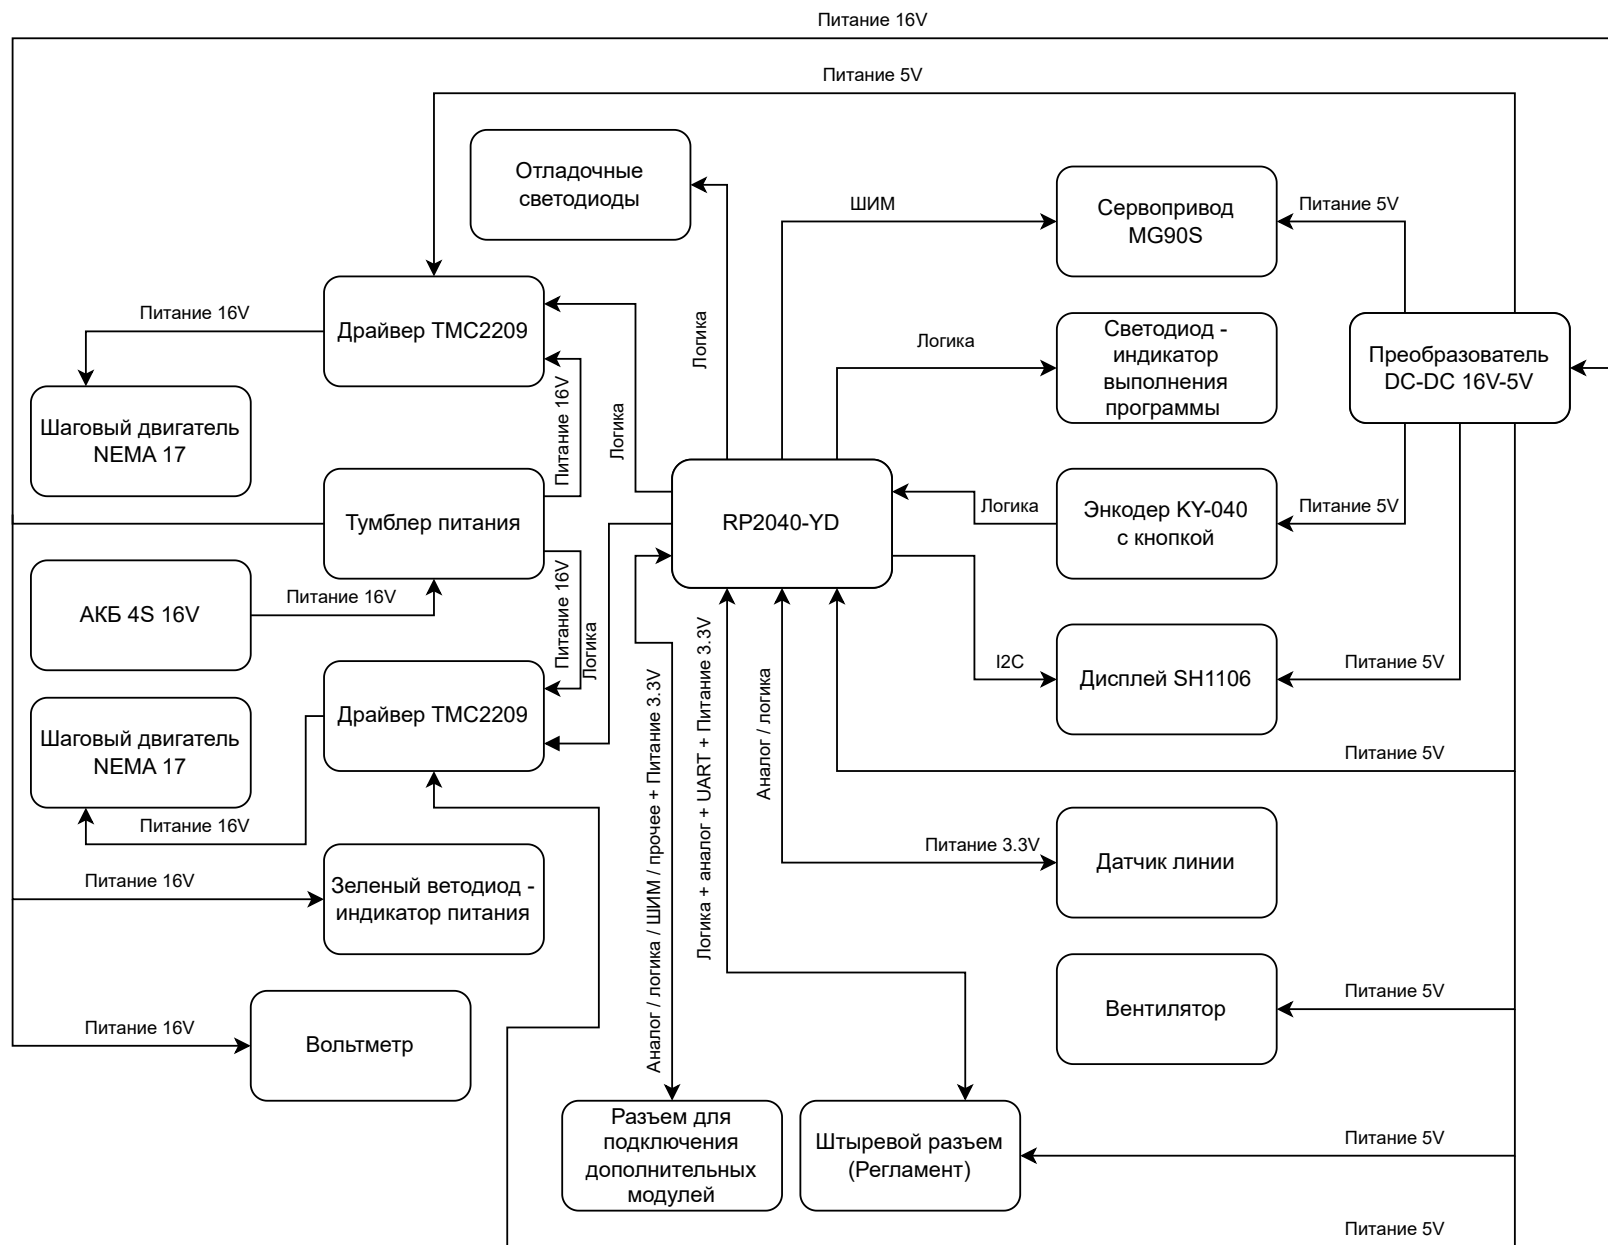 Питание 16V
Питание 5V
Отладочные
светодиоды
ШИМ
Сервопривод
MG90S
Питание 5V
Питание 16V
Драйвер TMC2209
Логика
Логика
Светодиод -
индикатор
выполнения
программы
Преобразователь
DC-DC 16V-5V
Шаговый двигатель
NEMA 17
Питание 16V
Логика
Тумблер питания
RP2040-YD
Логика
Энкодер KY-040
с кнопкой
Питание 5V
АКБ 4S 16V
Питание 16V
Питание 16V
Логика
I2C
Дисплей SH1106
Питание 5V
Драйвер TMC2209
Шаговый двигатель
NEMA 17
Питание 16V
Аналог / логика / ШИМ / прочее + Питание 3.3V
Логика + аналог + UART + Питание 3.3V
Аналог / логика
Питание 5V
Питание 3.3V
Датчик линии
Питание 16V
Зеленый ветодиод -
индикатор питания
Вентилятор
Питание 5V
Питание 16V
Вольтметр
Разъем для
подключения
дополнительных
модулей
Штыревой разъем
(Регламент)
Питание 5V
Питание 5V